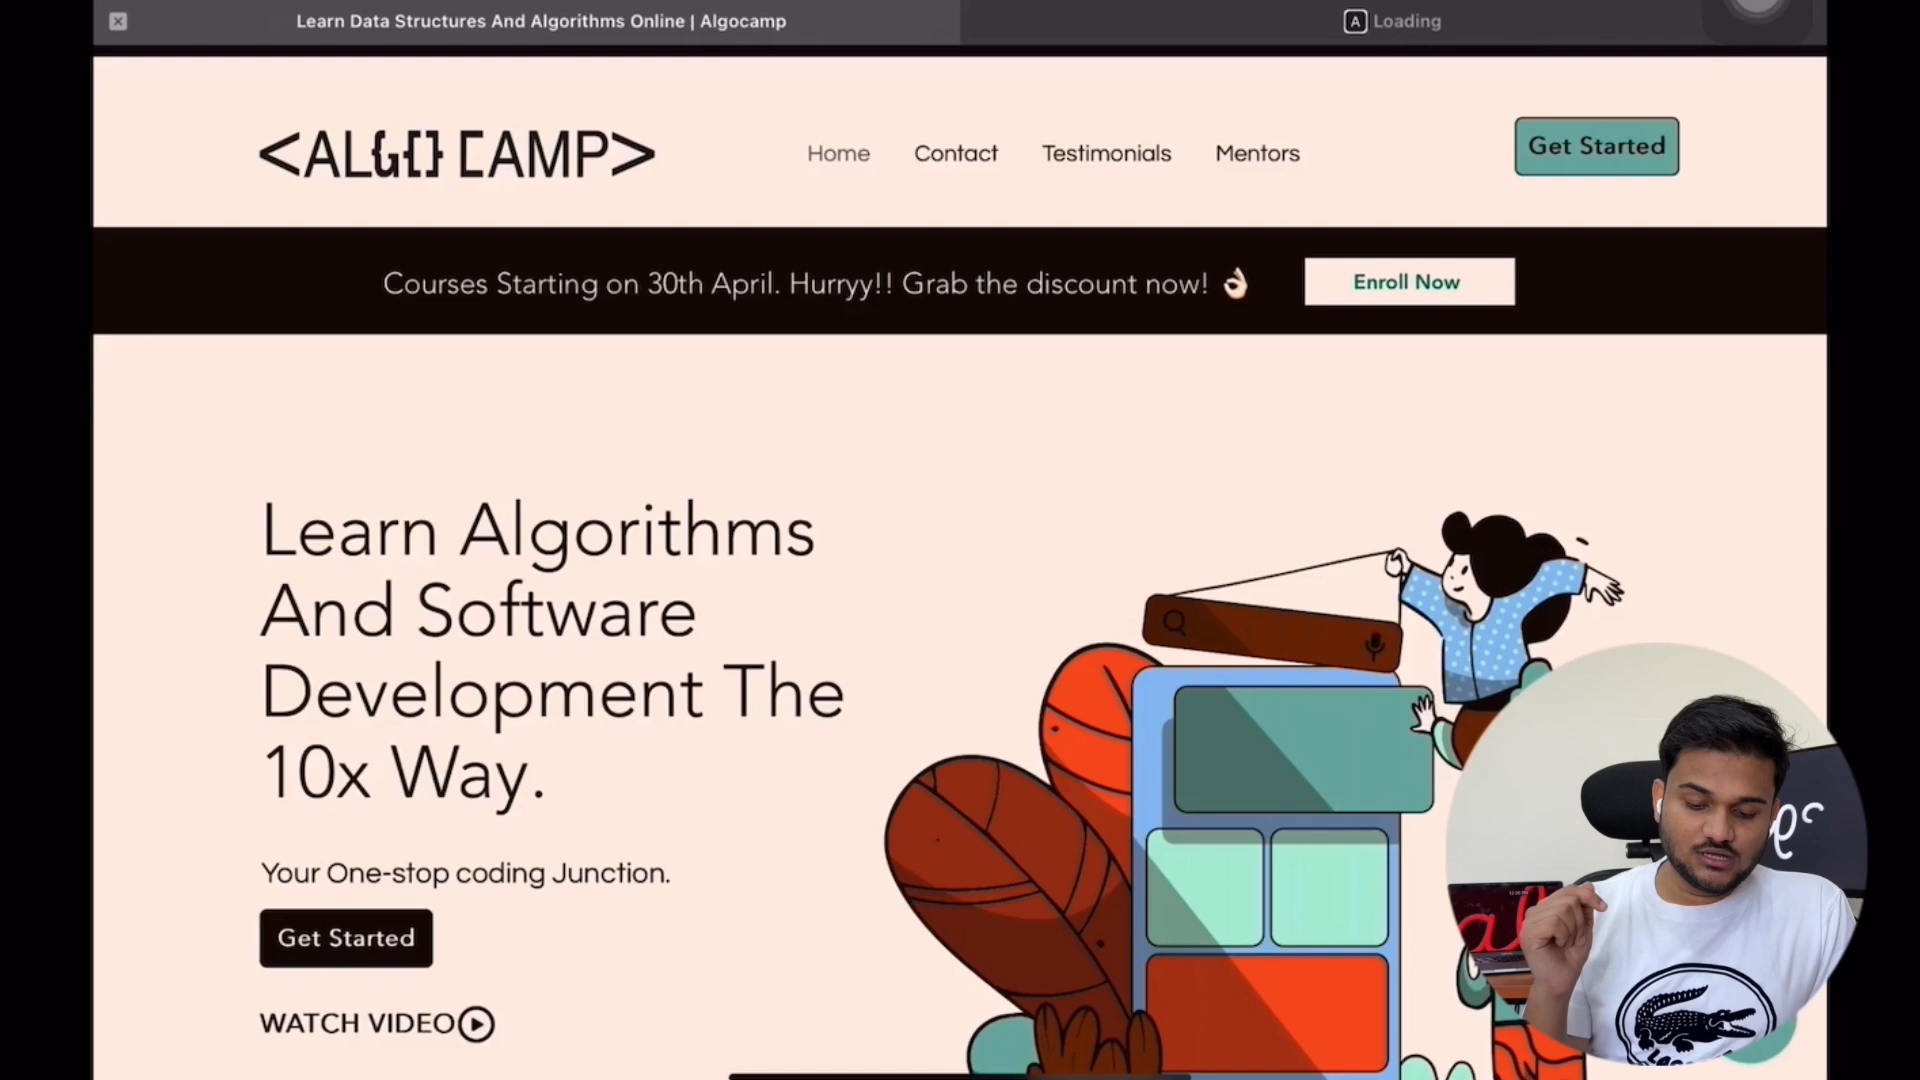 Learn Data Structures And Algorithms Online | Algocamp
A Loading
<ALGO CAMP>
Home Contact Testimonials Mentors
Get Started
Courses Starting on 30th April. Hurryy!! Grab the discount now! 👌🏻
Enroll Now
Learn Algorithms
And Software
Development The
10x Way.
Your One-stop coding Junction.
Get Started
WATCH VIDEO